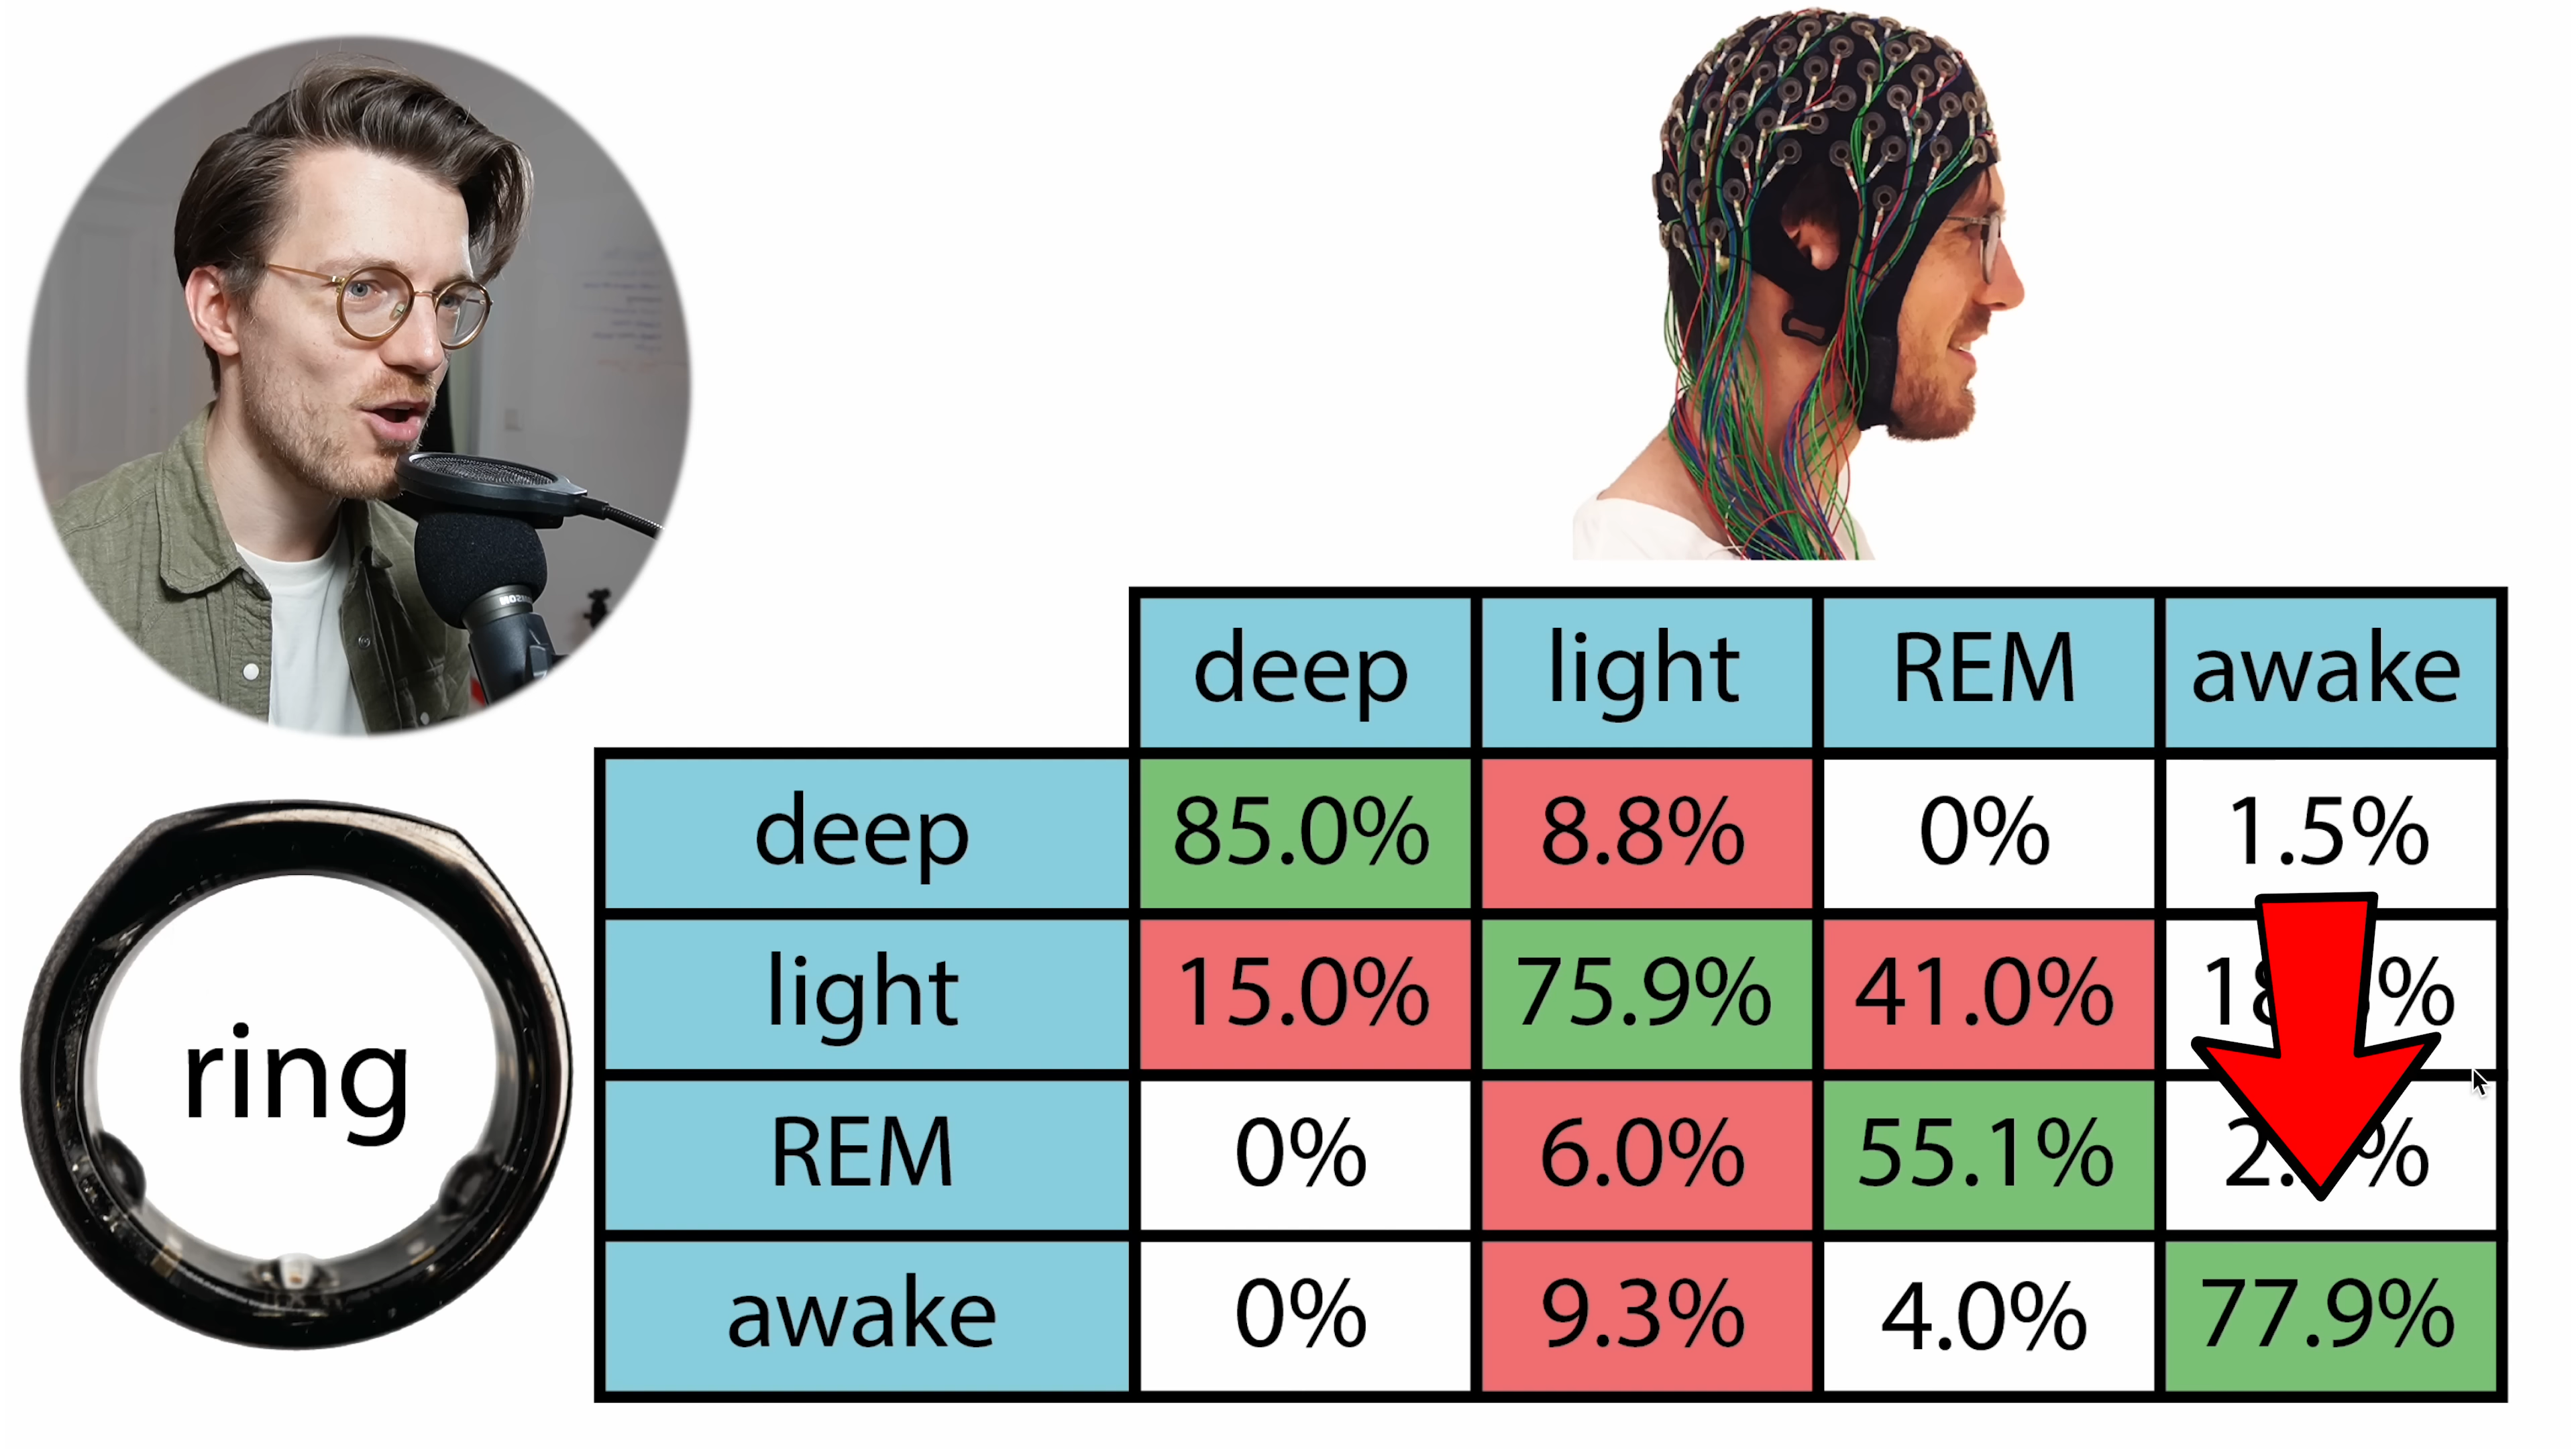 deep light REM awake
deep 85.0% 8.8% 0% 1.5%
light 15.0% 75.9% 41.0%
ring
REM 0% 6.0% 55.1%
awake 0% 9.3% 4.0% 77.9%